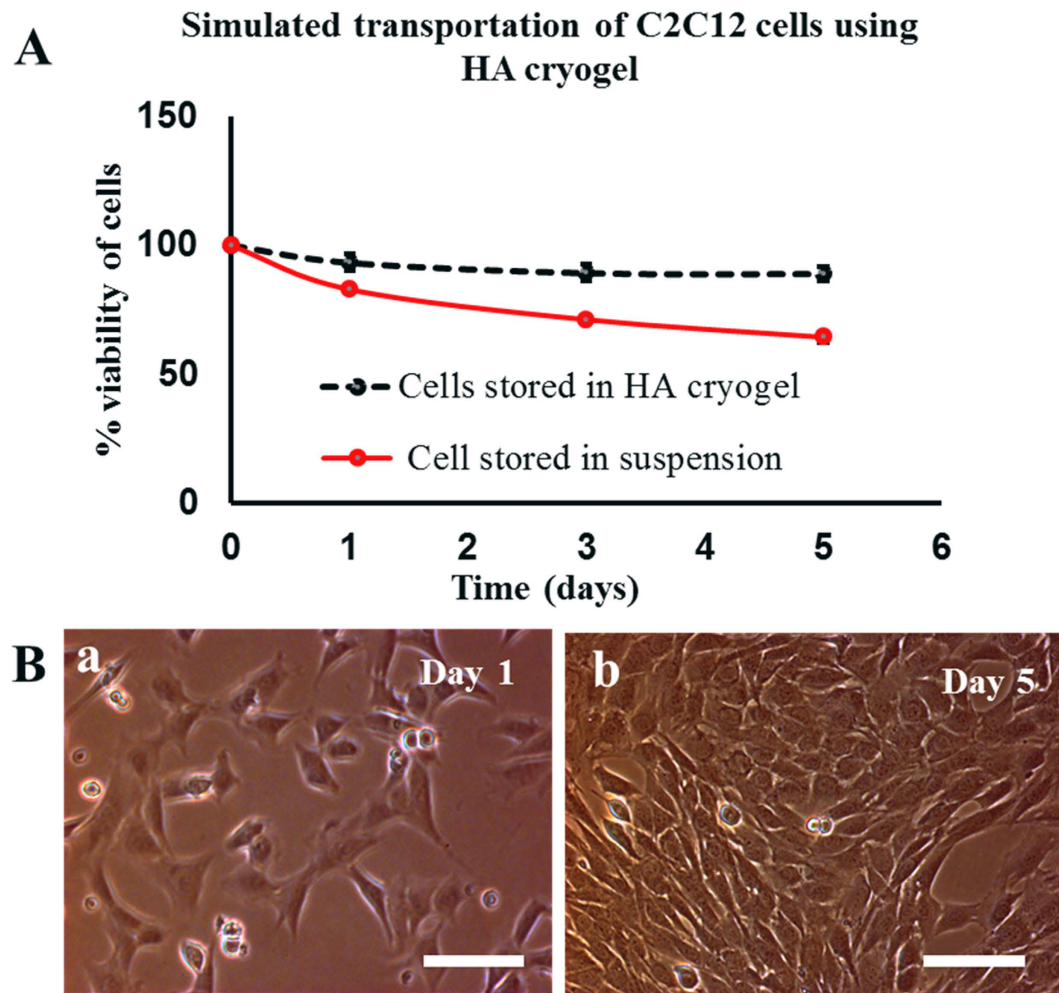 A
Simulated transportation of C2C12 cells using
HA cryogel
% viability of cells
150
100
50
0
Cells stored in HA cryogel
Cell stored in suspension
0 1 2 3 4 5 6
Time (days)
B
a
Day 1
b
Day 5